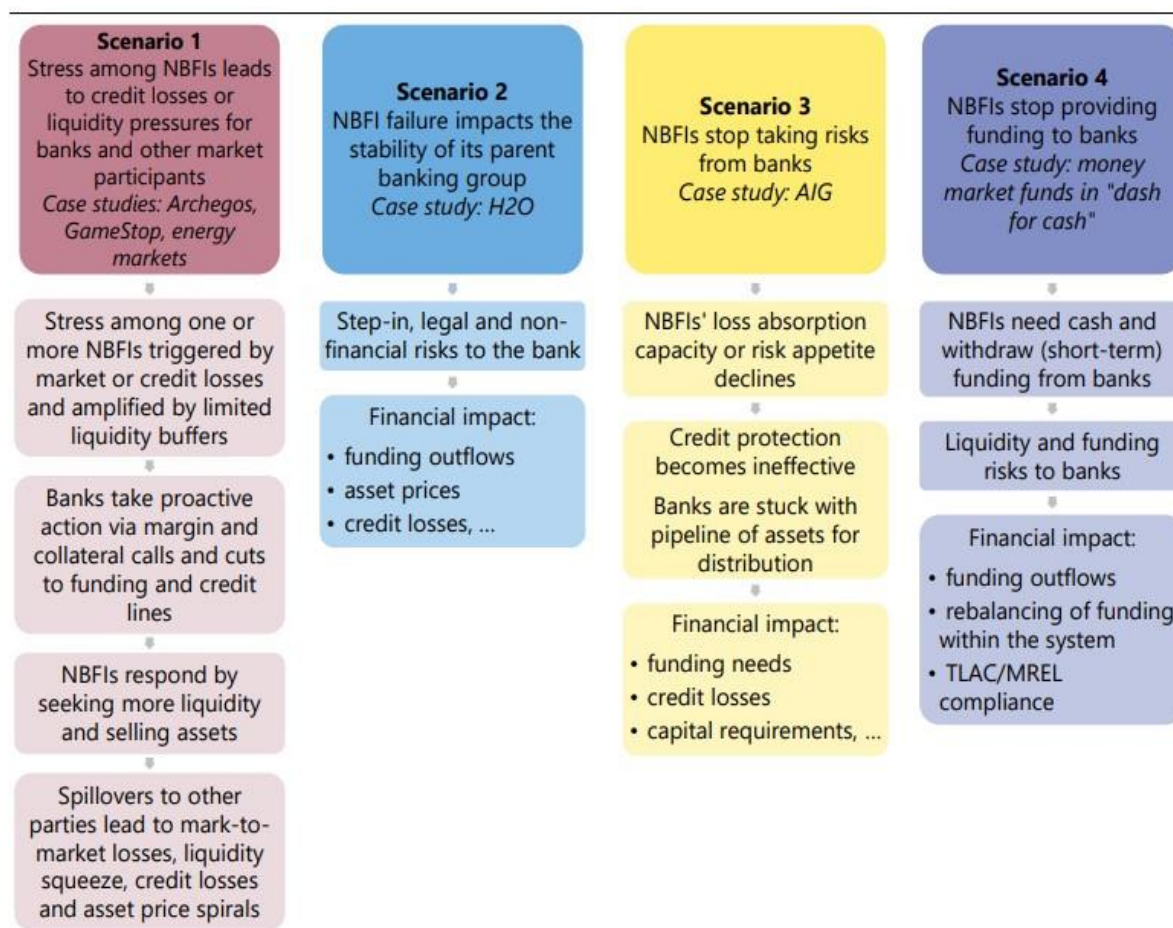 Scenario 1
Stress among NBFIs leads
to credit losses or
liquidity pressures for
banks and other market
participants
Case studies: Archegos,
GameStop, energy
markets
Stress among one or
more NBFIs triggered by
market or credit losses
and amplified by limited
liquidity buffers
Banks take proactive
action via margin and
collateral calls and cuts
to funding and credit
lines
NBFIs respond by
seeking more liquidity
and selling assets
Spillovers to other
parties lead to mark-to-
market losses, liquidity
squeeze, credit losses
and asset price spirals
Scenario 2
NBFI failure impacts the
stability of its parent
banking group
Case study: H2O
Step-in, legal and non-
financial risks to the bank
Financial impact:
• funding outflows
• asset prices
• credit losses, ...
Scenario 3
NBFIs stop taking risks
from banks
Case study: AIG
NBFIs' loss absorption
capacity or risk appetite
declines
Credit protection
becomes ineffective
Banks are stuck with
pipeline of assets for
distribution
Financial impact:
• funding needs
• credit losses
• capital requirements, ...
Scenario 4
NBFIs stop providing
funding to banks
Case study: money
market funds in "dash
for cash"
NBFIs need cash and
withdraw (short-term)
funding from banks
Liquidity and funding
risks to banks
Financial impact:
• funding outflows
• rebalancing of funding
within the system
• TLAC/MREL
compliance